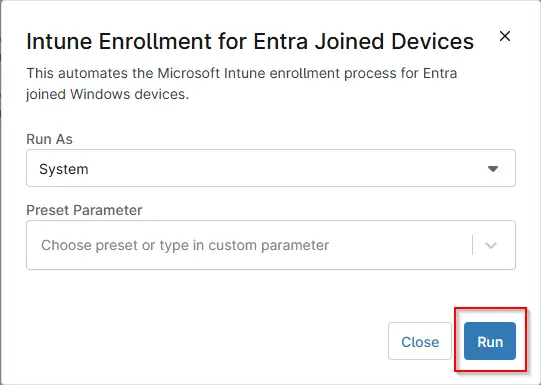 Intune Enrollment for Entra Joined Devices
This automates the Microsoft Intune enrollment process for Entra
joined Windows devices.
Run As
System
Preset Parameter
Choose preset or type in custom parameter
Close Run